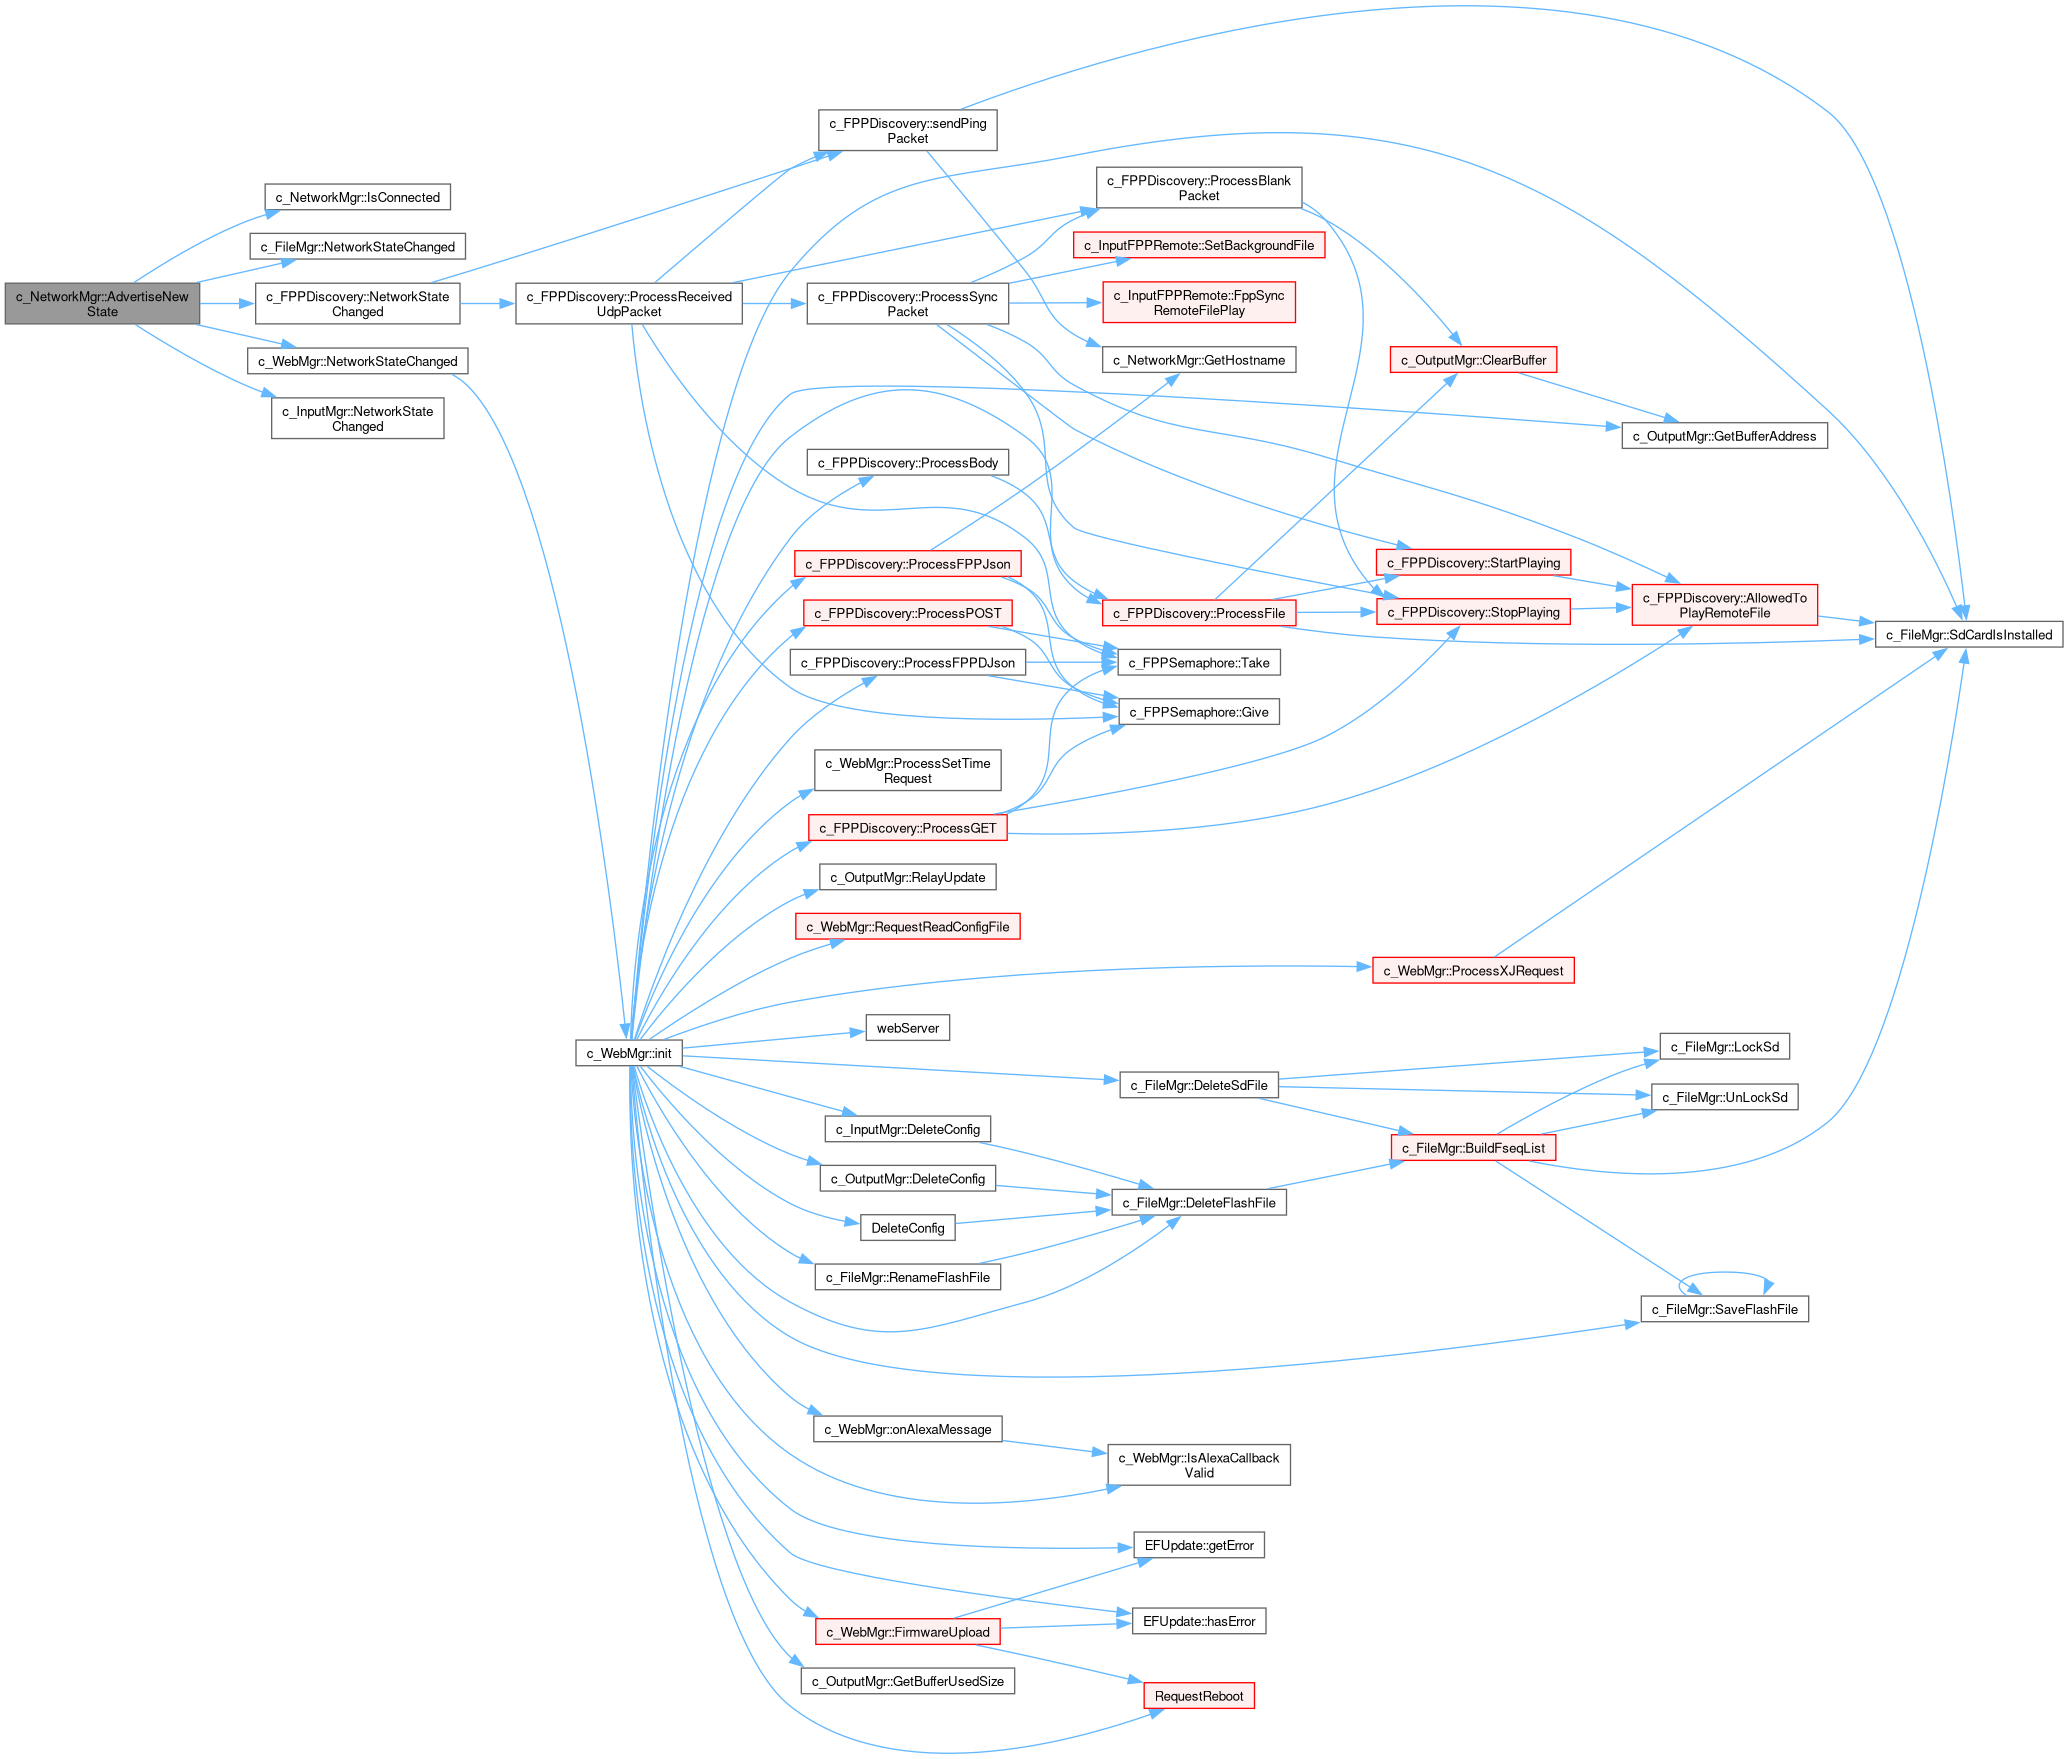 c_NetworkMgr::AdvertiseNew
State
c_NetworkMgr::IsConnected
c_FileMgr::NetworkStateChanged
c_FPPDiscovery::NetworkState
Changed
c_WebMgr::NetworkStateChanged
c_InputMgr::NetworkState
Changed
c_FPPDiscovery::ProcessReceived
UdpPacket
c_WebMgr::init
c_FPPDiscovery::sendPing
Packet
c_FPPDiscovery::ProcessSync
Packet
c_FPPDiscovery::ProcessBody
c_FPPDiscovery::ProcessFPPJson
c_FPPDiscovery::ProcessPOST
c_FPPDiscovery::ProcessFPPDJson
c_WebMgr::ProcessSetTime
Request
c_FPPDiscovery::ProcessGET
c_OutputMgr::RelayUpdate
c_WebMgr::RequestReadConfigFile
webServer
c_InputMgr::DeleteConfig
c_OutputMgr::DeleteConfig
DeleteConfig
c_FileMgr::RenameFlashFile
c_WebMgr::onAlexaMessage
c_WebMgr::FirmwareUpload
c_OutputMgr::GetBufferUsedSize
c_FPPDiscovery::ProcessBlank
Packet
c_InputFPPRemote::SetBackgroundFile
c_InputFPPRemote::FppSync
RemoteFilePlay
c_NetworkMgr::GetHostname
c_FPPDiscovery::ProcessFile
c_FPPSemaphore::Take
c_FPPSemaphore::Give
c_FileMgr::DeleteSdFile
c_FileMgr::DeleteFlashFile
c_WebMgr::IsAlexaCallback
Valid
EFUpdate::getError
EFUpdate::hasError
RequestReboot
c_OutputMgr::ClearBuffer
c_FPPDiscovery::StartPlaying
c_FPPDiscovery::StopPlaying
c_WebMgr::ProcessXJRequest
c_FileMgr::BuildFseqList
c_OutputMgr::GetBufferAddress
c_FPPDiscovery::AllowedTo
PlayRemoteFile
c_FileMgr::LockSd
c_FileMgr::UnLockSd
c_FileMgr::SaveFlashFile
c_FileMgr::SdCardIsInstalled